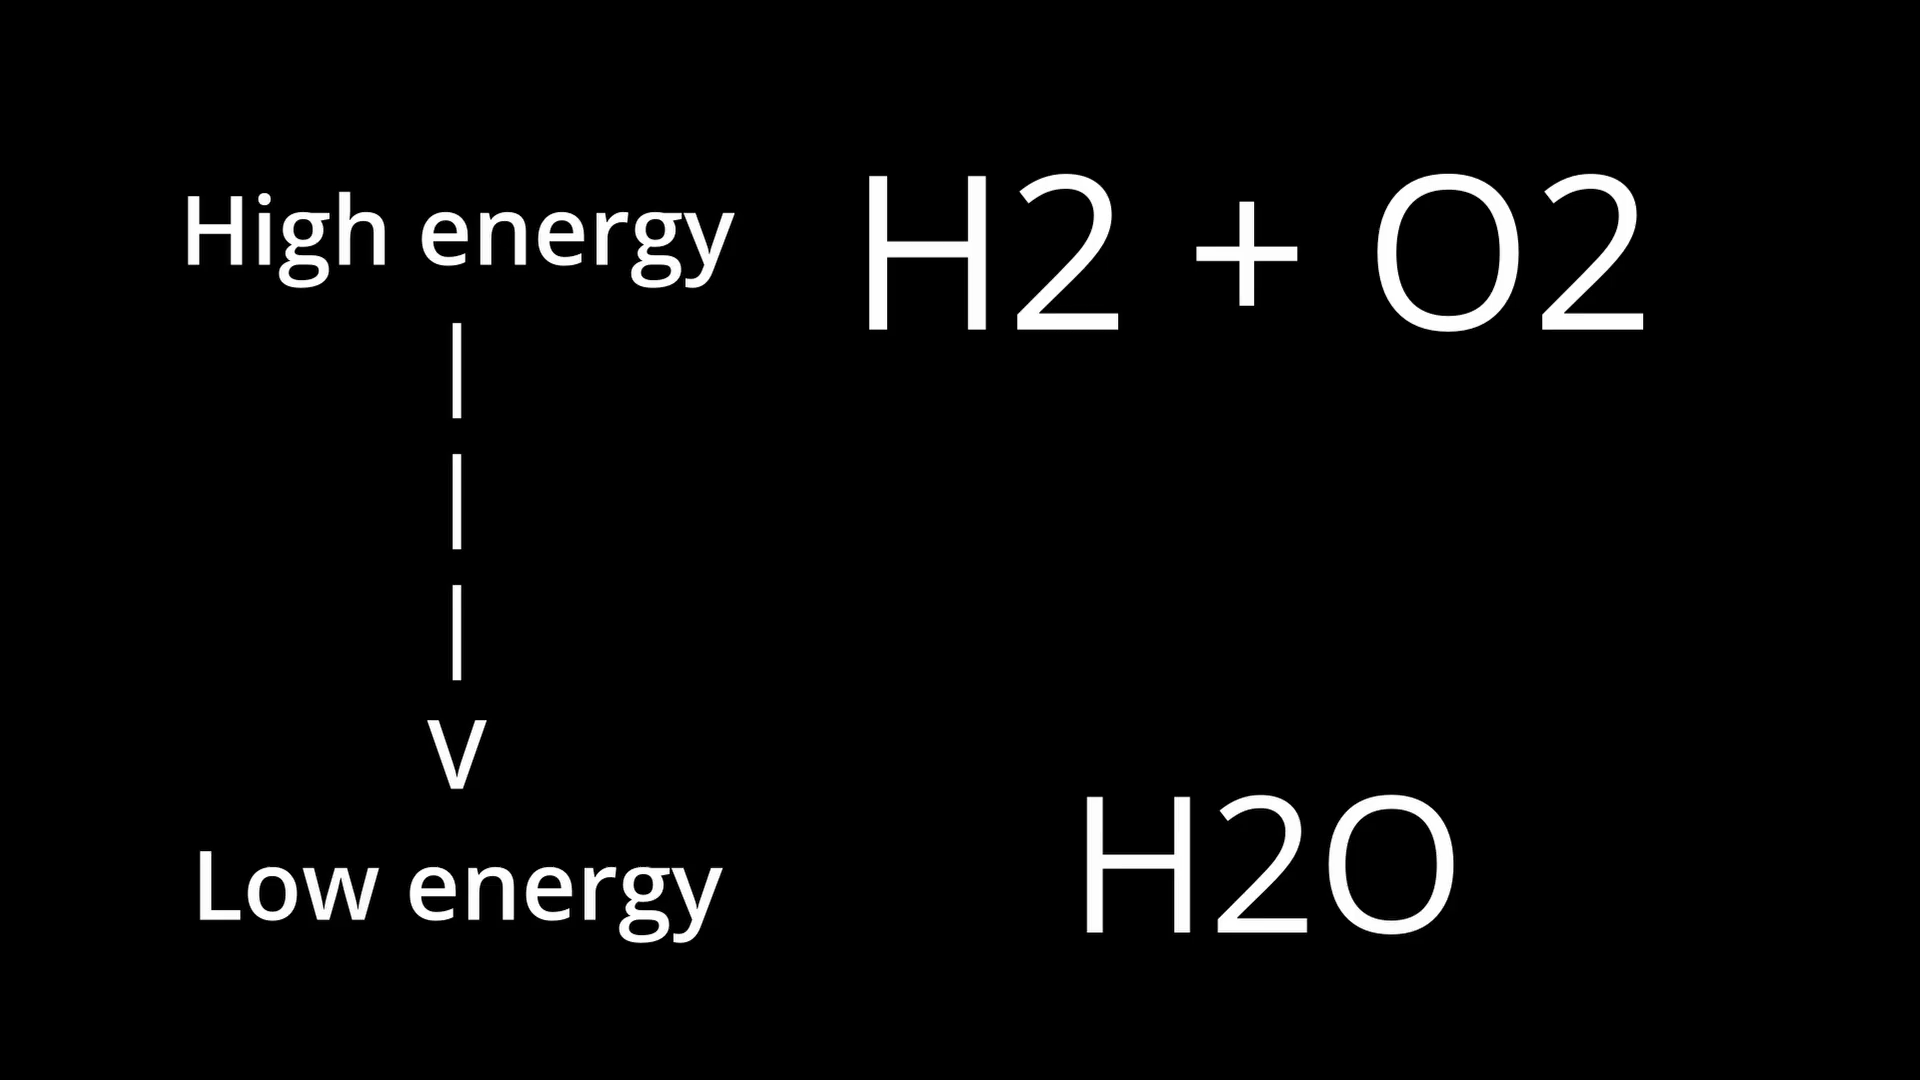 High energy
H2 + O2
|
|
|
V
Low energy
H2O